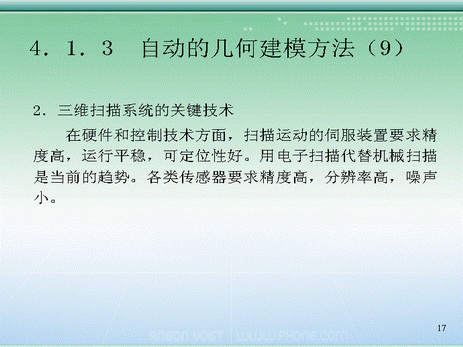 4．1．3 自动的几何建模方法（9）
2．三维扫描系统的关键技术
在硬件和控制技术方面，扫描运动的伺服装置要求精
度高，运行平稳，可定位性好。用电子扫描代替机械扫描
是当前的趋势。各类传感器要求精度高，分辨率高，噪声
小。
17